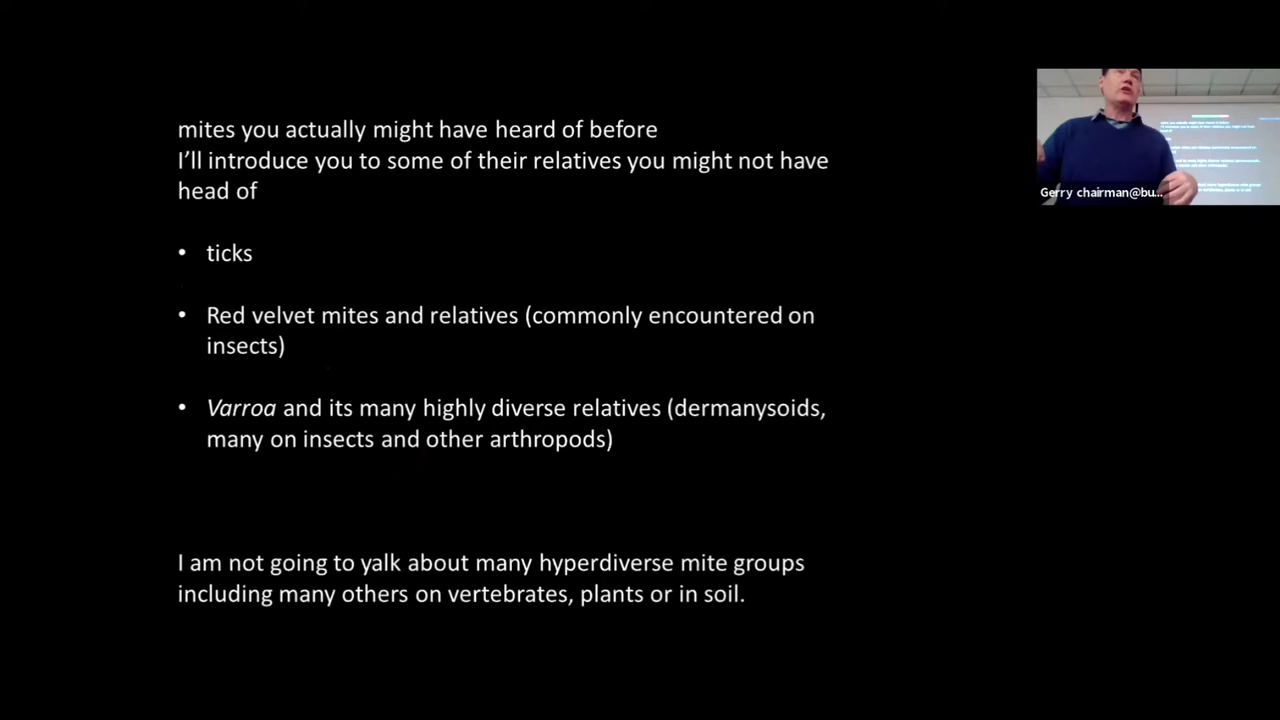 mites you actually might have heard of before
I'll introduce you to some of their relatives you might not have
head of
• ticks
• Red velvet mites and relatives (commonly encountered on
insects)
• Varroa and its many highly diverse relatives (dermanysoids,
many on insects and other arthropods)
I am not going to yalk about many hyperdiverse mite groups
including many others on vertebrates, plants or in soil.
Gerry chairman@bu...